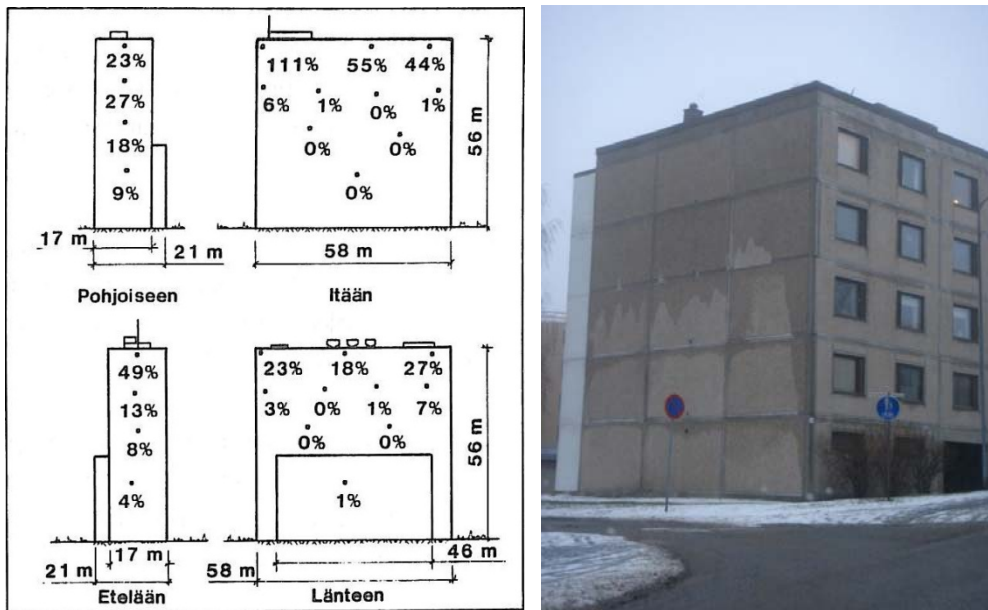 23%
27%
18%
9%
17 m
21 m
Pohjoiseen
111% 55% 44%
6% 1% 0% 1%
0% 0%
0%
56 m
58 m
Itään
49%
13%
8%
4%
17 m
21 m
Etelään
23% 18% 27%
3% 0% 1% 7%
0% 0%
1%
56 m
46 m
58 m
Länteen